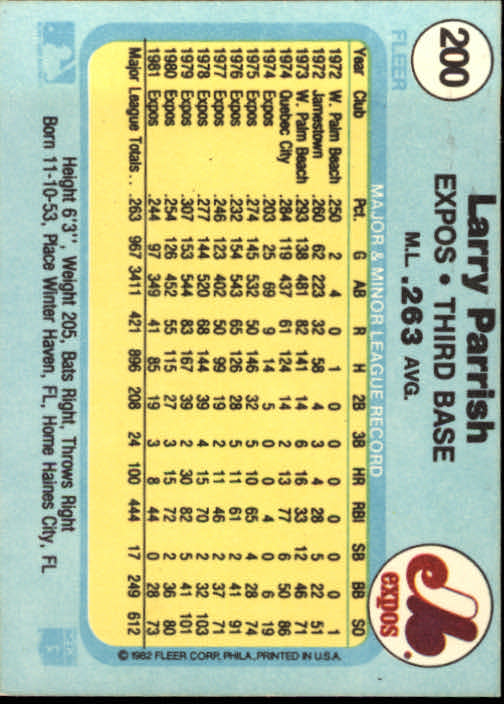 200
FLEER
Larry Parrish
EXPOS • THIRD BASE
M.L. .263 AVG.
expos
MAJOR & MINOR LEAGUE RECORD
Year Club Pct. G AB R H 2B 3B HR RBI SB BB SO
1972 W. Palm Beach .250 2 4 0 1 0 0 0 0 0 0 1
1972 Jamestown .260 62 223 32 58 4 3 4 28 5 22 51
1973 W. Palm Beach .293 138 481 82 141 14 6 16 33 12 46 71
1974 Quebec City .284 119 437 61 124 14 2 13 77 6 50 86
1974 Expos .203 25 69 9 14 5 0 0 4 0 6 19
1975 Expos .274 145 532 50 146 32 5 10 65 4 28 74
1976 Expos .232 154 543 65 126 28 5 11 61 2 41 91
1977 Expos .246 123 402 50 99 19 2 11 46 2 37 41
1978 Expos .277 144 520 68 144 39 4 15 70 2 32 103
1979 Expos .307 153 544 83 167 39 2 30 82 5 41 101
1980 Expos .254 126 452 55 115 27 3 15 72 2 36 80
1981 Expos .244 97 349 41 85 19 3 8 44 0 28 73
Major League Totals . . .263 967 3411 421 896 208 24 100 444 17 249 612
© 1982 FLEER CORP. PHILA., PRINTED IN U.S.A.
Height 6'3", Weight 205, Bats Right, Throws Right
Born 11-10-53, Place Winter Haven, FL, Home Haines City, FL